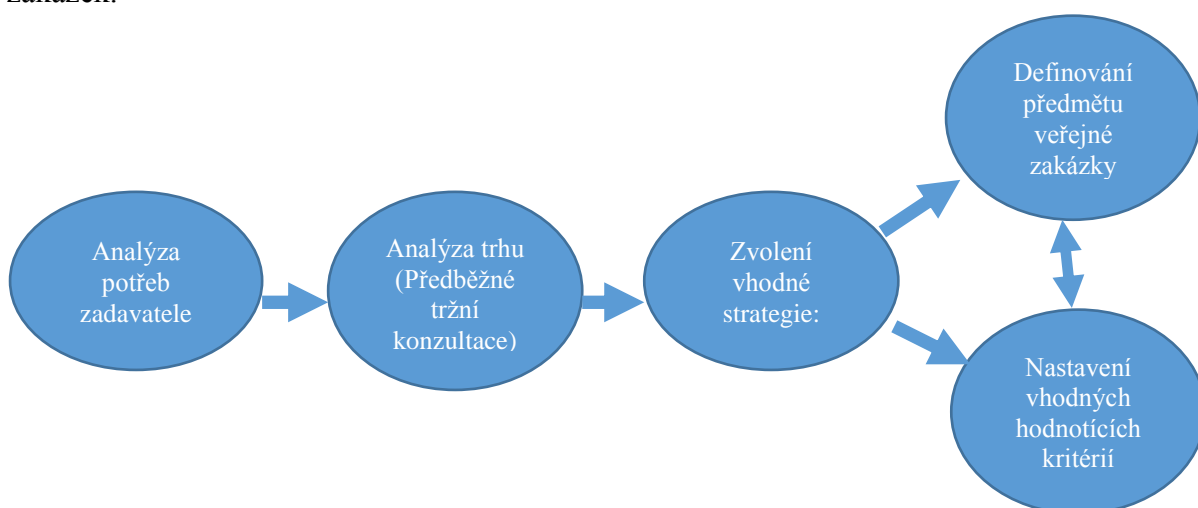 zakázek.
Analýza
potřeb
zadavatele
Analýza trhu
(Předběžné
tržní
konzultace)
Zvolení
vhodné
strategie:
Definování
předmětu
veřejné
zakázky
Nastavení
vhodných
hodnotících
kritérií